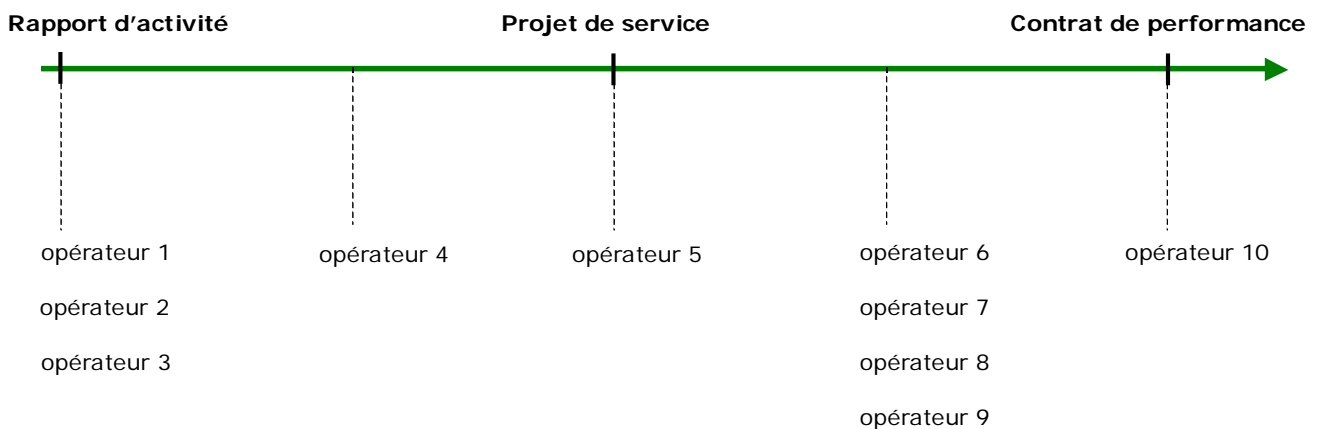 Rapport d'activité
Projet de service
Contrat de performance
opérateur 1
opérateur 4
opérateur 5
opérateur 6
opérateur 10
opérateur 2
opérateur 7
opérateur 3
opérateur 8
opérateur 9